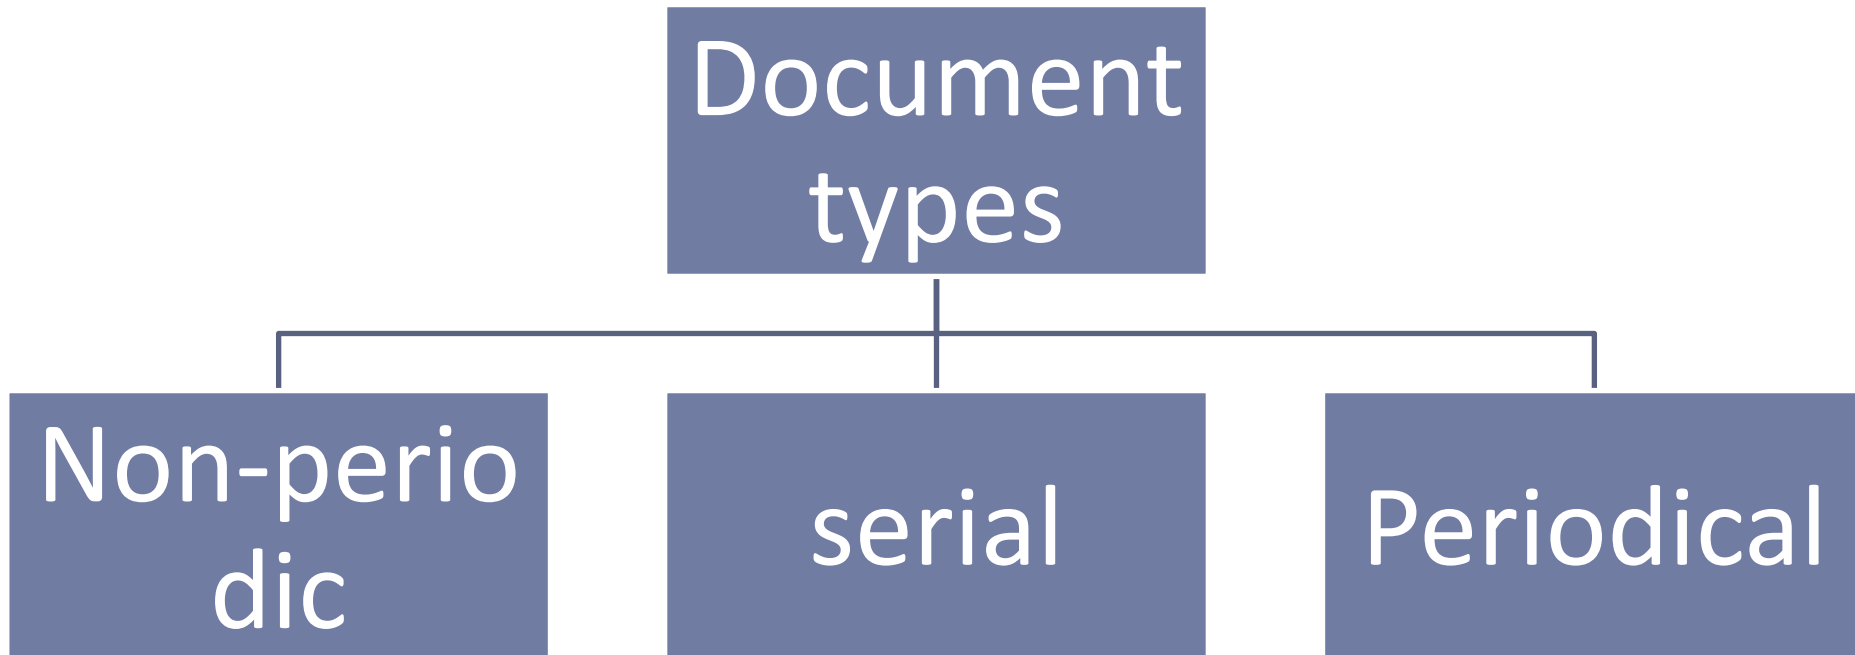 Document
types
Non-perio
dic
serial
Periodical